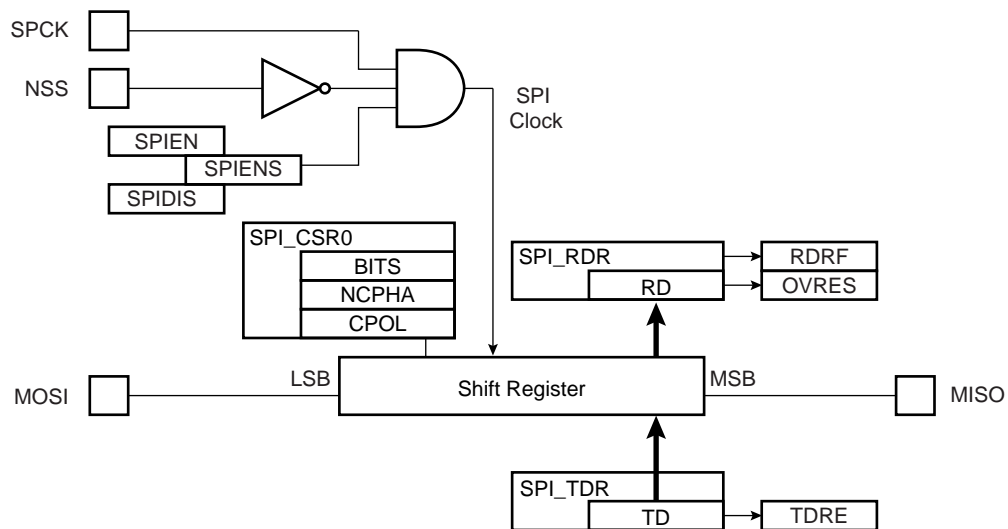 SPCK
NSS
SPI
Clock
SPIEN
SPIENS
SPIDIS
SPI_CSR0
BITS
NCPHA
CPOL
SPI_RDR
RD
RDRF
OVRES
MOSI
LSB
Shift Register
MSB
MISO
SPI_TDR
TD
TDRE